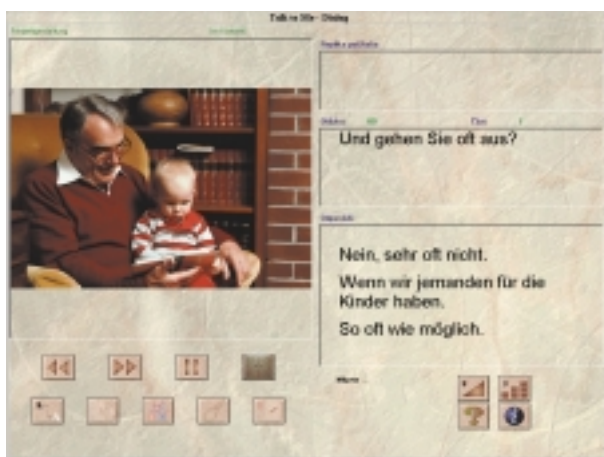 Talk to Me - Dialog
Und gehen Sie oft aus?
Nein, sehr oft nicht.
Wenn wir jemanden für die
Kinder haben.
So oft wie möglich.